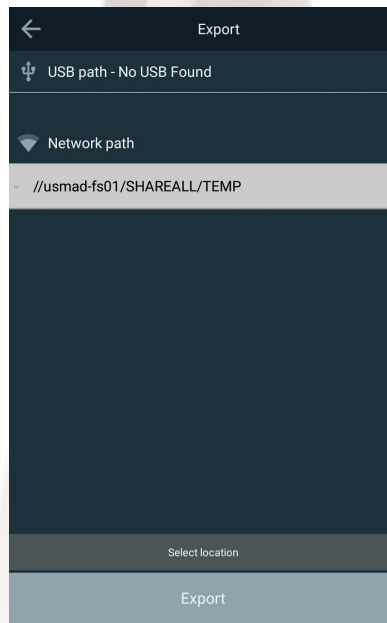 Export
USB path - No USB Found
Network path
//usmad-fs01/SHAREALL/TEMP
Select location
Export